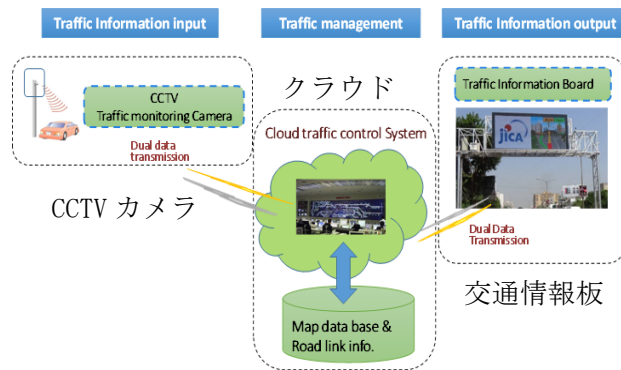 Traffic Information input
Traffic management
Traffic Information output
CCTV
Traffic monitoring Camera
Dual data
transmission
CCTV カメラ
クラウド
Cloud traffic control System
Map data base &
Road link info.
Traffic Information Board
jICA
Dual Data
Transmission
交通情報板